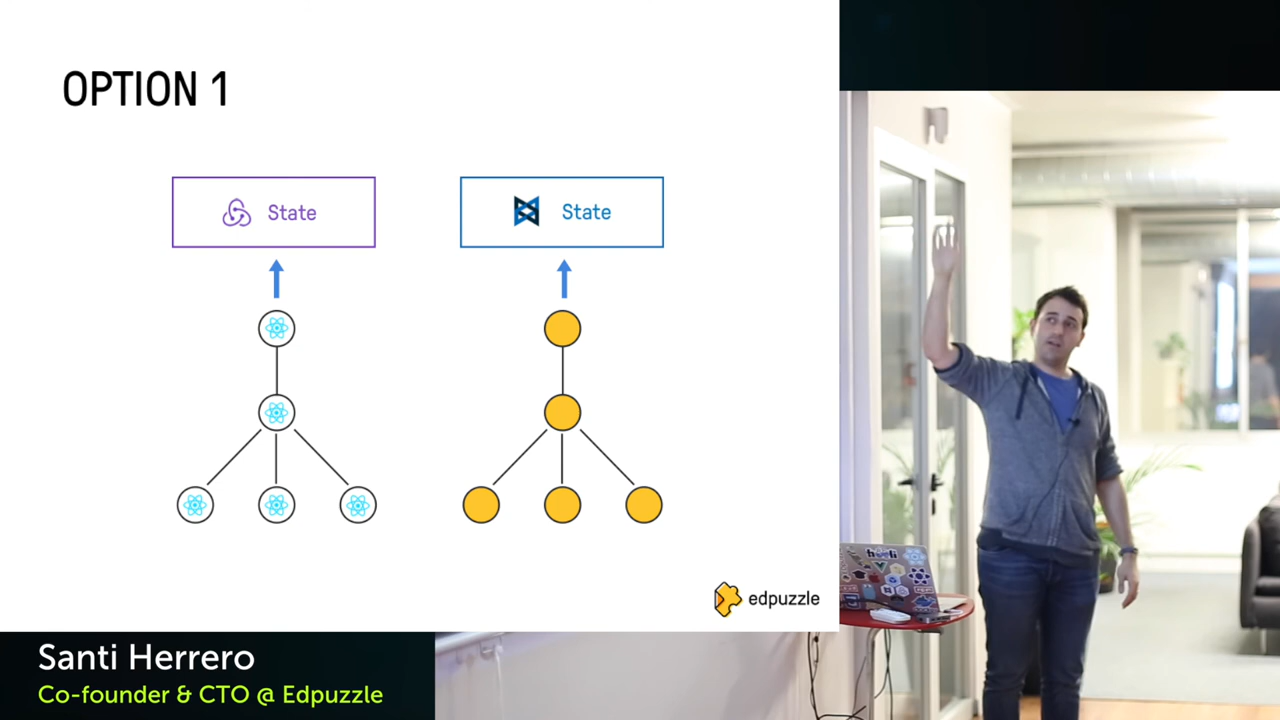 OPTION 1
State
State
edpuzzle
Santi Herrero
Co-founder & CTO @ Edpuzzle